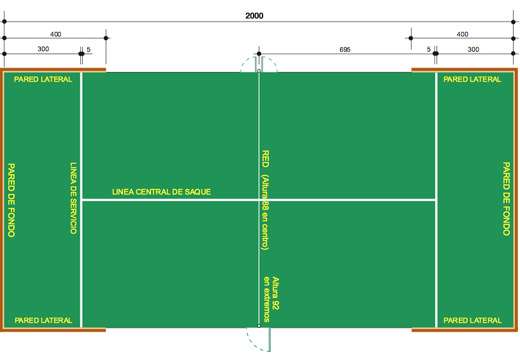 2000
400
400
300
5
695
5
300
PARED LATERAL
PARED LATERAL
PARED DE FONDO
LINEA DE SERVICIO
LINEA CENTRAL DE SAQUE
RED (Altura 88 en centro)
Altura 92
en extremos
PARED DE FONDO
PARED LATERAL
PARED LATERAL